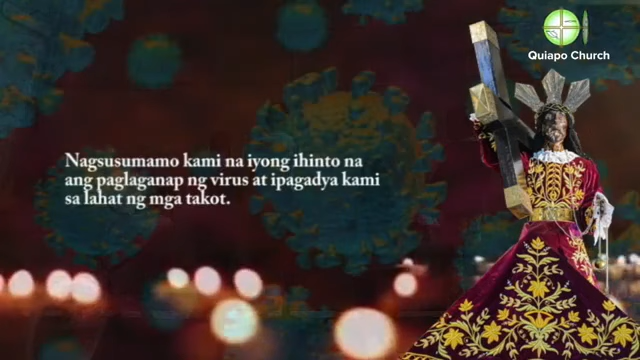 Quiapo Church
Nagsusumamo kami na iyong ihinto na
ang paglaganap ng virus at ipagadya kami
sa lahat ng mga takot.